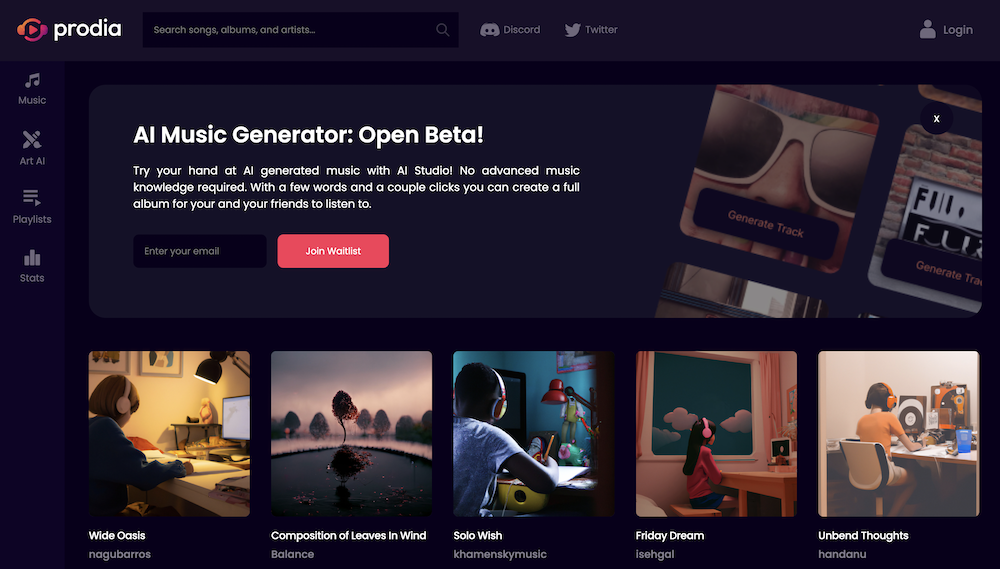 prodia
Search songs, albums, and artists...
Discord
Twitter
Login
Music
Art AI
Playlists
Stats
AI Music Generator: Open Beta!
Try your hand at AI generated music with AI Studio! No advanced music
knowledge required. With a few words and a couple clicks you can create a full
album for your and your friends to listen to.
Enter your email
Join Waitlist
X
Generate Track
Generate Tra
Wide Oasis
nagubarros
Composition of Leaves In Wind
Balance
Solo Wish
khamenskymusic
Friday Dream
isehgal
Unbend Thoughts
handanu